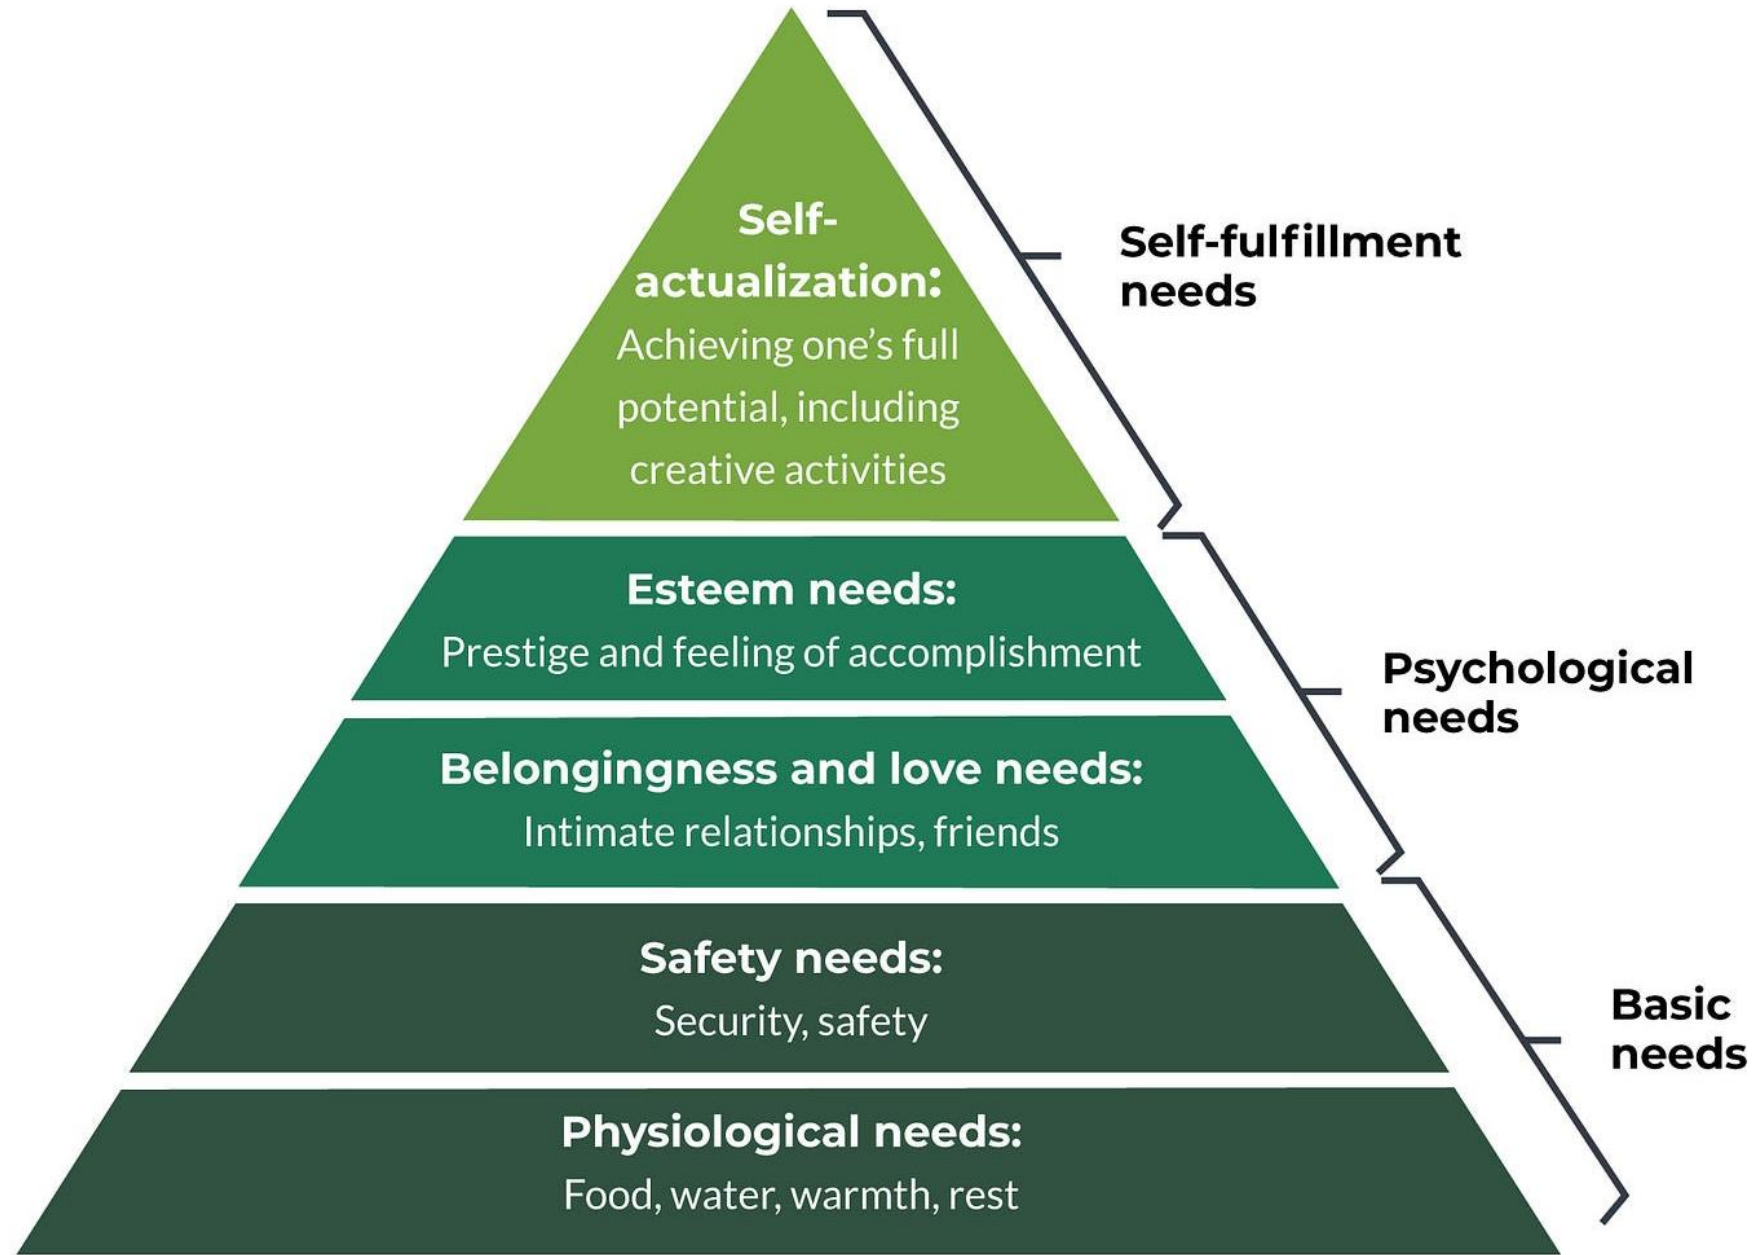 Self-
actualization:
Achieving one’s full
potential, including
creative activities
Self-fulfillment
needs
Esteem needs:
Prestige and feeling of accomplishment
Psychological
needs
Belongingness and love needs:
Intimate relationships, friends
Safety needs:
Security, safety
Basic
needs
Physiological needs:
Food, water, warmth, rest